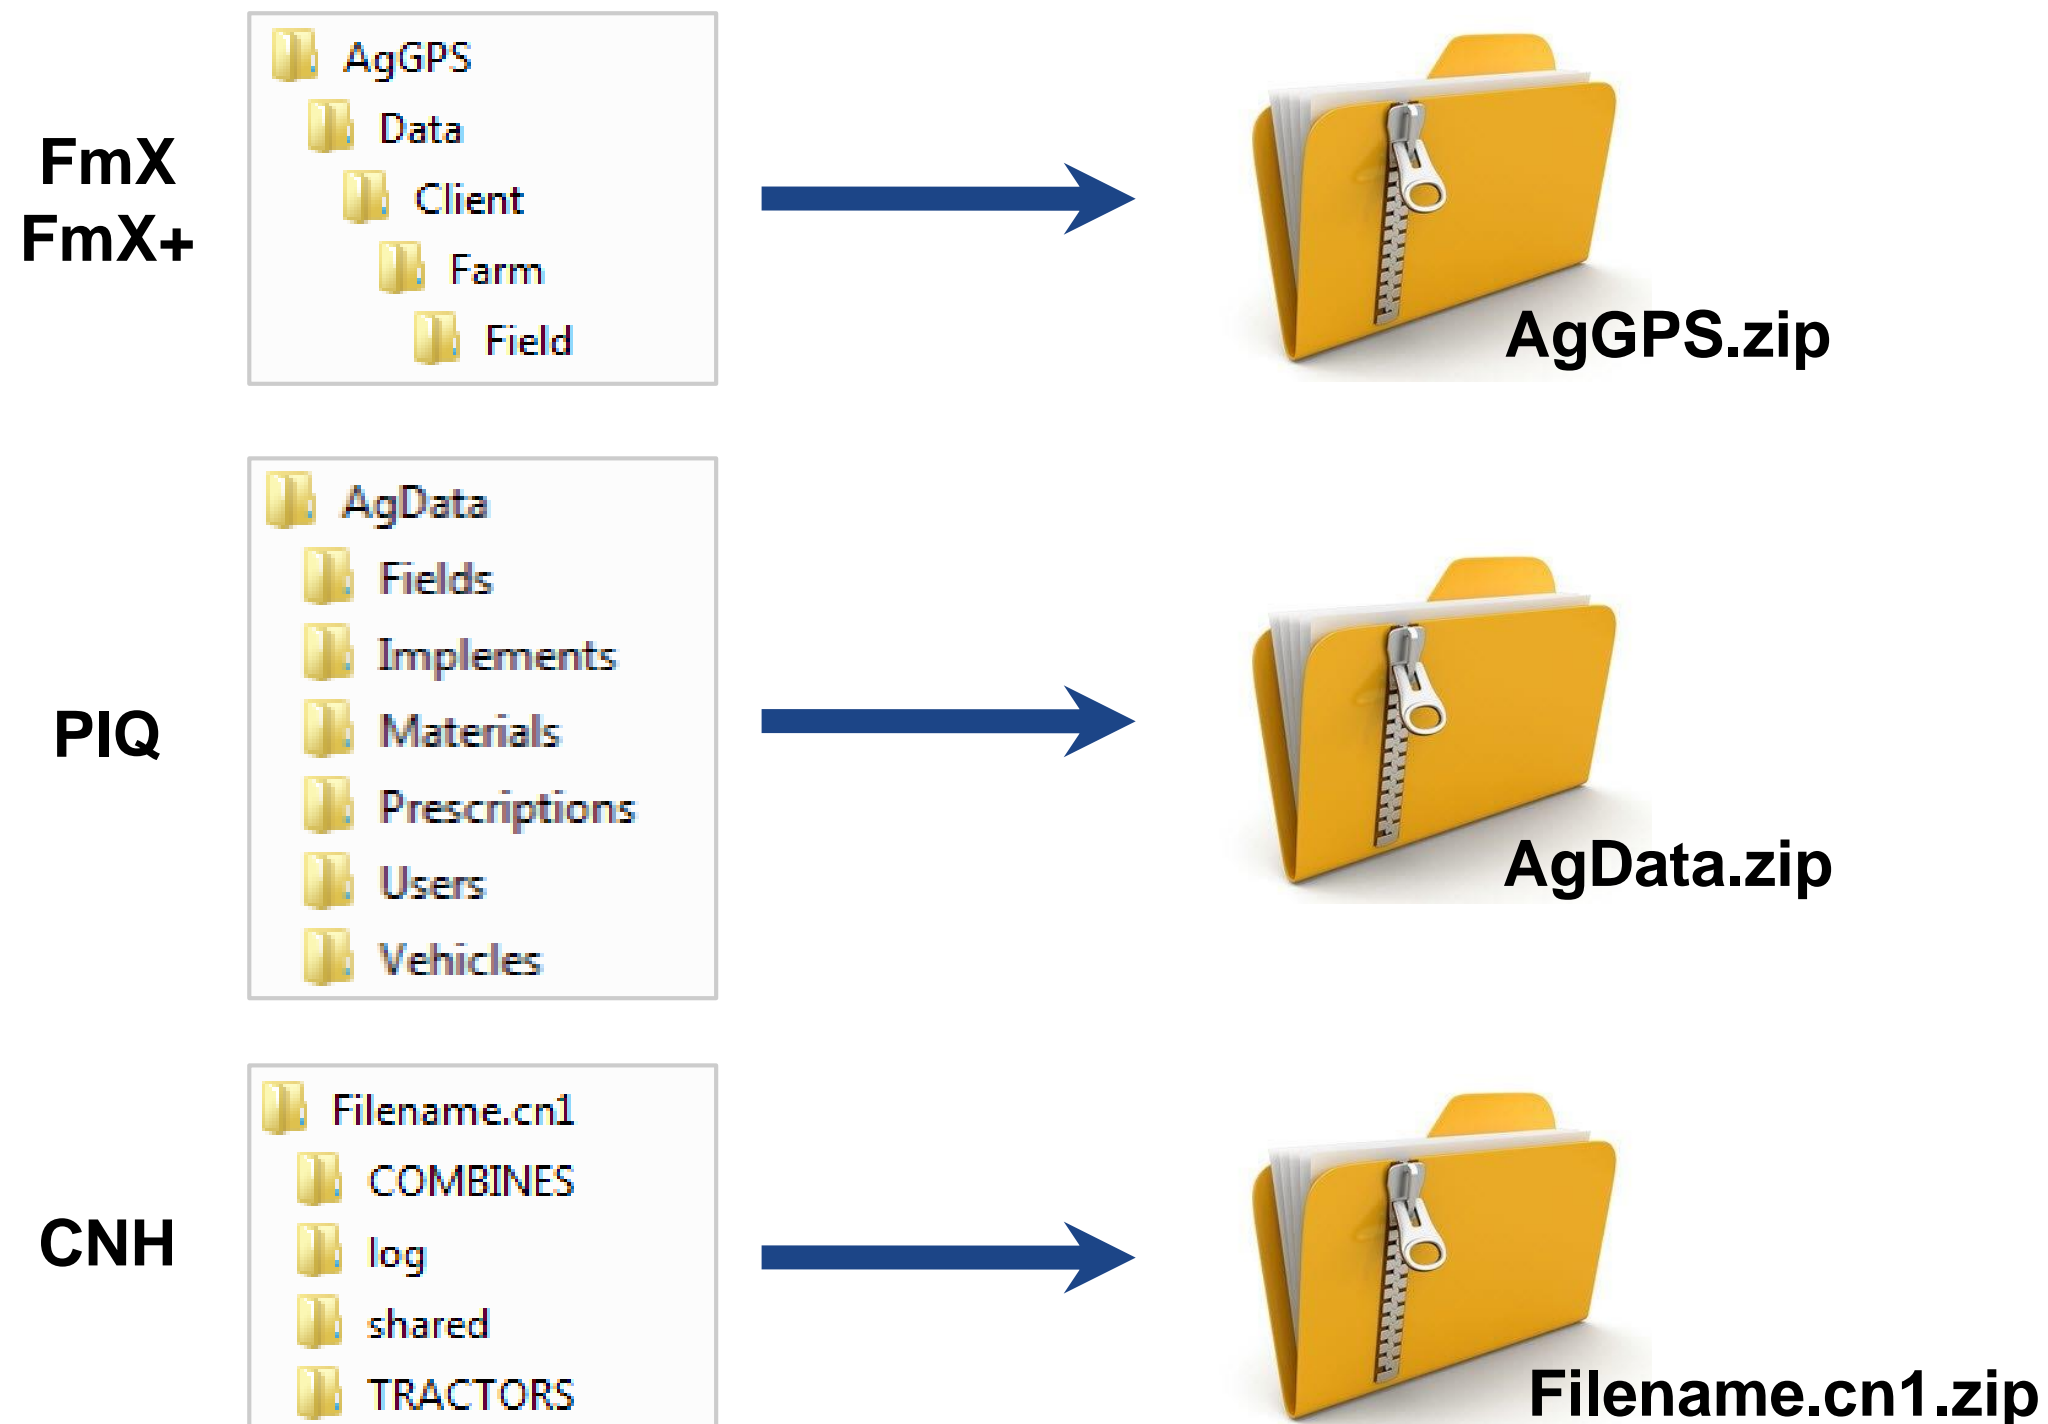 FmX
FmX+
AgGPS
Data
Client
Farm
Field
AgGPS.zip
PIQ
AgData
Fields
Implements
Materials
Prescriptions
Users
Vehicles
AgData.zip
CNH
Filename.cn1
COMBINES
log
shared
TRACTORS
Filename.cn1.zip